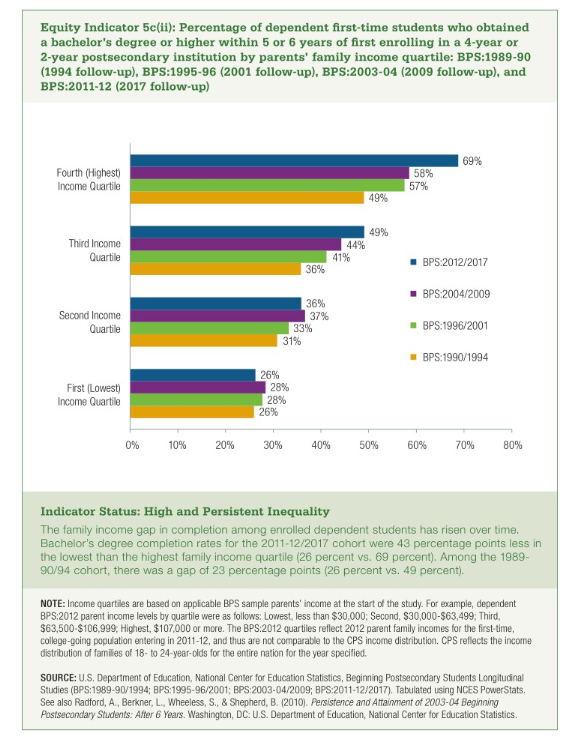 Equity Indicator 5c(ii): Percentage of dependent first-time students who obtained
a bachelor's degree or higher within 5 or 6 years of first enrolling in a 4-year or
2-year postsecondary institution by parents' family income quartile: BPS:1989-90
(1994 follow-up), BPS:1995-96 (2001 follow-up), BPS:2003-04 (2009 follow-up), and
BPS:2011-12 (2017 follow-up)
Fourth (Highest)
Income Quartile
69%
58%
57%
49%
Third Income
Quartile
49%
44%
41%
36%
Second Income
Quartile
36%
37%
33%
31%
First (Lowest)
Income Quartile
26%
28%
28%
26%
BPS:2012/2017
BPS:2004/2009
BPS:1996/2001
BPS:1990/1994
0% 10% 20% 30% 40% 50% 60% 70% 80%
Indicator Status: High and Persistent Inequality
The family income gap in completion among enrolled dependent students has risen over time.
Bachelor's degree completion rates for the 2011-12/2017 cohort were 43 percentage points less in
the lowest than the highest family income quartile (26 percent vs. 69 percent). Among the 1989-
90/94 cohort, there was a gap of 23 percentage points (26 percent vs. 49 percent).
NOTE: Income quartiles are based on applicable BPS sample parents' income at the start of the study. For example, dependent
BPS:2012 parent income levels by quartile were as follows: Lowest, less than $30,000; Second, $30,000-$63,499; Third,
$63,500-$106,999; Highest, $107,000 or more. The BPS:2012 quartiles reflect 2012 parent family incomes for the first-time,
college-going population entering in 2011-12, and thus are not comparable to the CPS income distribution. CPS reflects the income
distribution of families of 18- to 24-year-olds for the entire nation for the year specified.
SOURCE: U.S. Department of Education, National Center for Education Statistics, Beginning Postsecondary Students Longitudinal
Studies (BPS:1989-90/1994; BPS:1995-96/2001; BPS:2003-04/2009; BPS:2011-12/2017). Tabulated using NCES PowerStats.
See also Radford, A., Berkner, L., Wheeless, S., & Shepherd, B. (2010). Persistence and Attainment of 2003-04 Beginning
Postsecondary Students: After 6 Years. Washington, DC: U.S. Department of Education, National Center for Education Statistics.